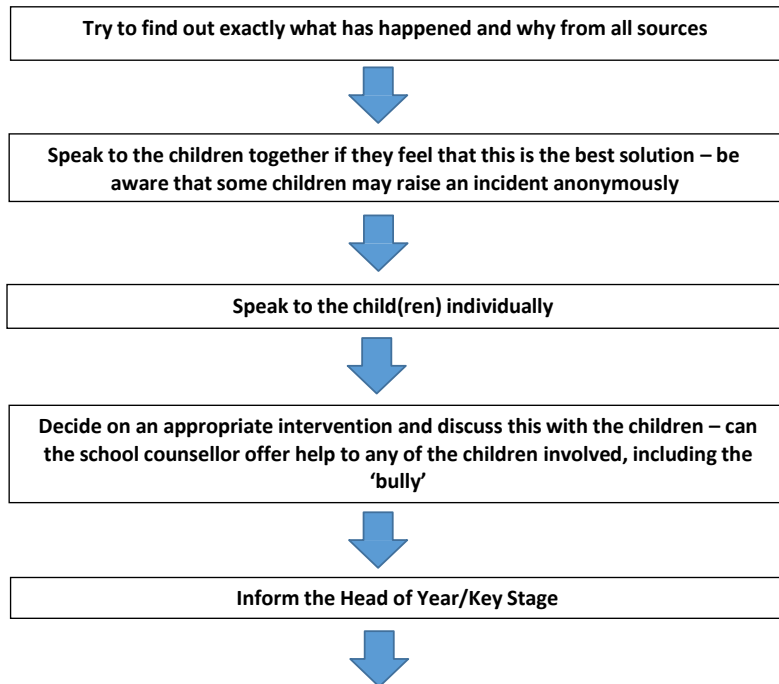 Try to find out exactly what has happened and why from all sources
Speak to the children together if they feel that this is the best solution – be
aware that some children may raise an incident anonymously
Speak to the child(ren) individually
Decide on an appropriate intervention and discuss this with the children – can
the school counsellor offer help to any of the children involved, including the
‘bully’
Inform the Head of Year/Key Stage